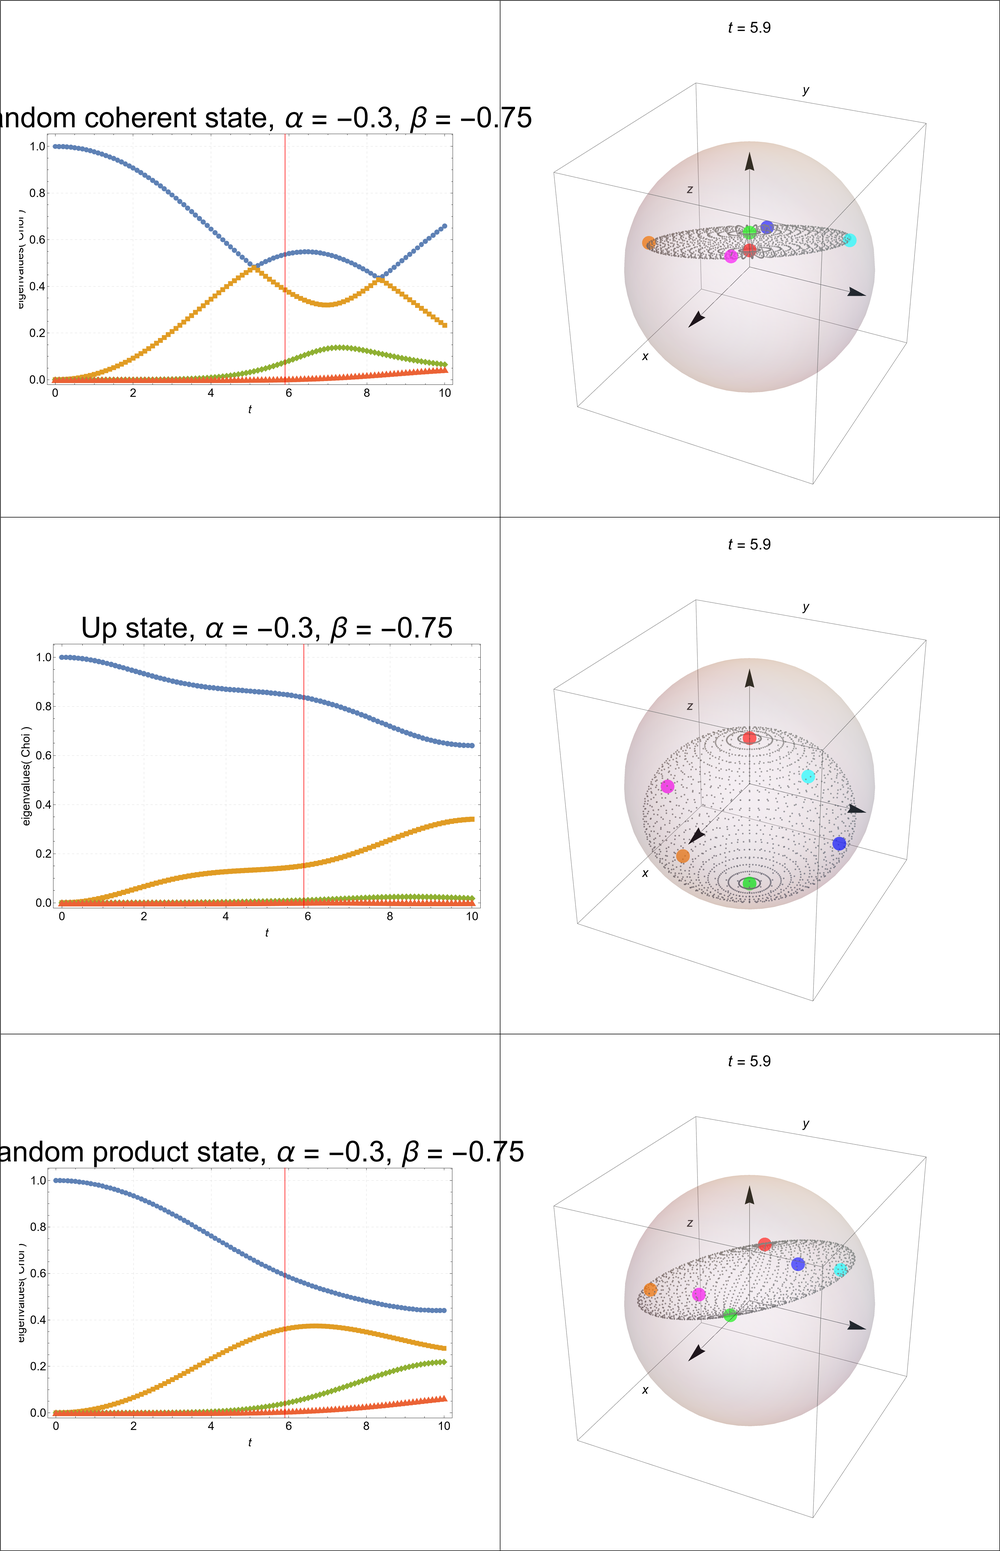 t = 5.9
andom coherent state, α = −0.3, β = −0.75
1.0
0.8
0.6
0.4
0.2
0.0
eigenvalues( Choi )
0 2 4 6 8 10
t
y
z
x
t = 5.9
Up state, α = −0.3, β = −0.75
1.0
0.8
0.6
0.4
0.2
0.0
eigenvalues( Choi )
0 2 4 6 8 10
t
y
z
x
t = 5.9
andom product state, α = −0.3, β = −0.75
1.0
0.8
0.6
0.4
0.2
0.0
eigenvalues( Choi )
0 2 4 6 8 10
t
y
z
x